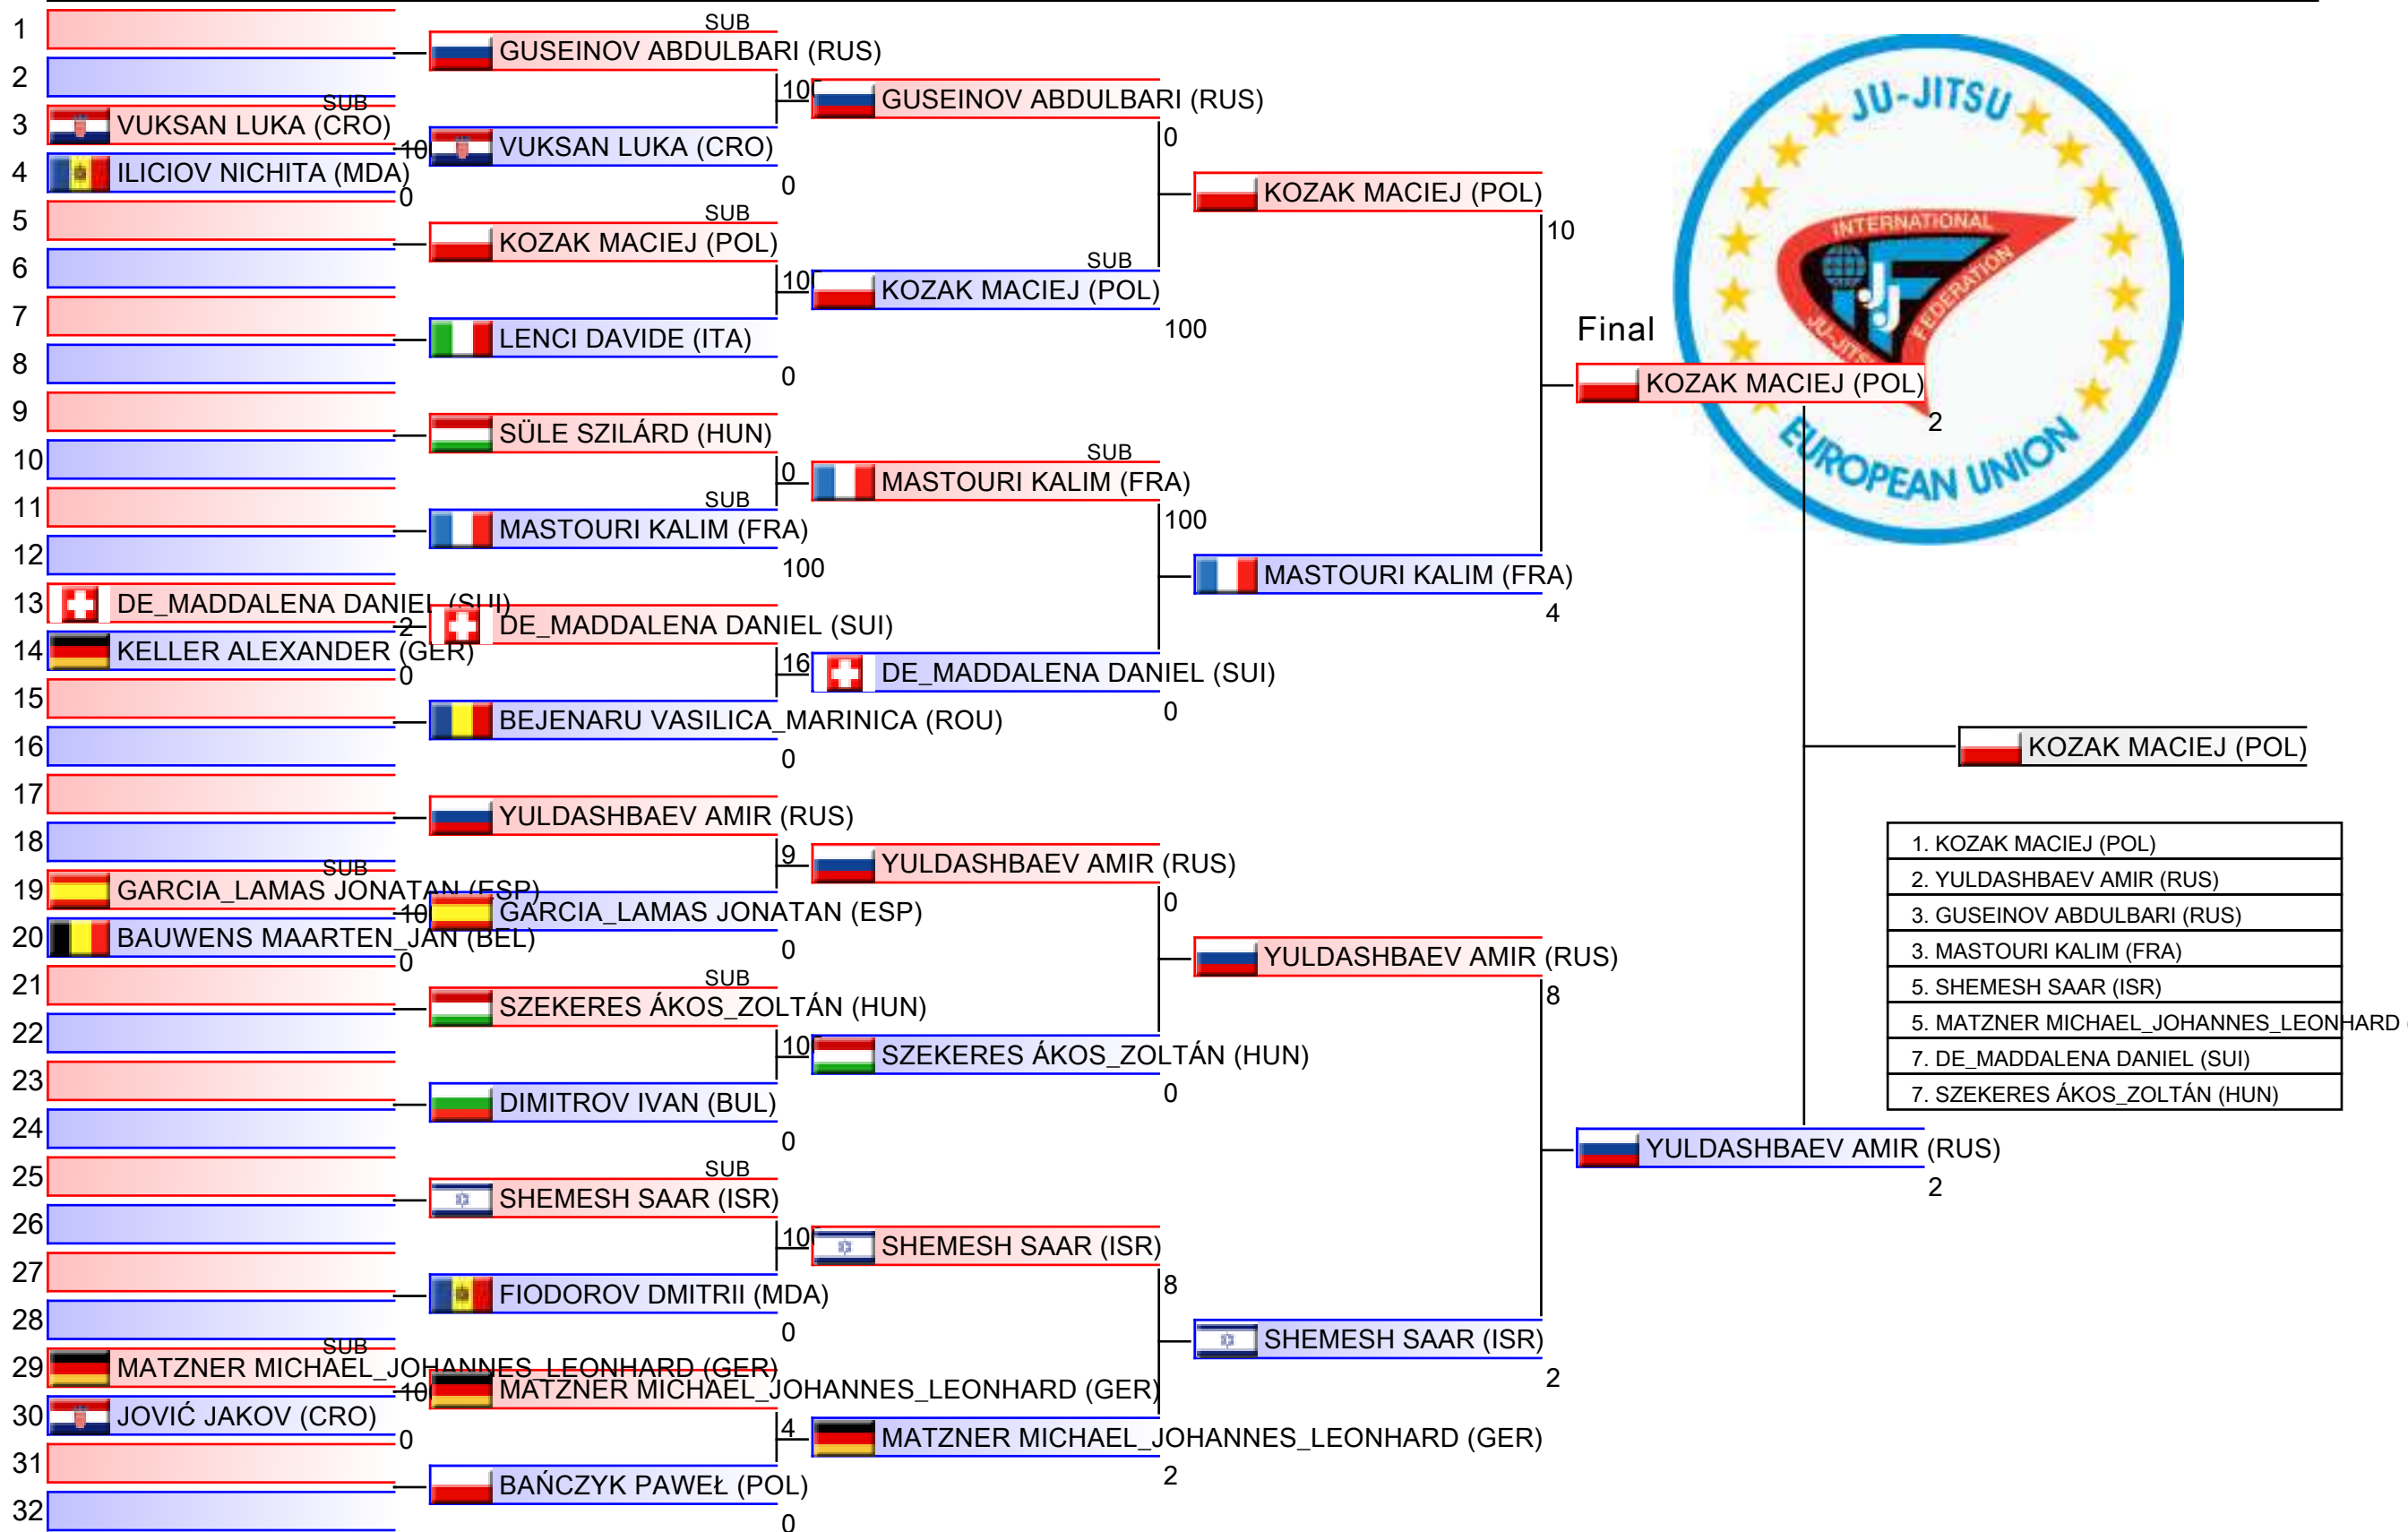 1
SUB
GUSEINOV ABDULBARI (RUS)
2
10
GUSEINOV ABDULBARI (RUS)
0
3
SUB
VUKSAN LUKA (CRO)
10
VUKSAN LUKA (CRO)
0
4
ILICIOV NICHITA (MDA)
0
KOZAK MACIEJ (POL)
10
5
SUB
KOZAK MACIEJ (POL)
6
10
SUB
KOZAK MACIEJ (POL)
100
7
LENCI DAVIDE (ITA)
0
8
Final
KOZAK MACIEJ (POL)
2
9
SÜLE SZILÁRD (HUN)
10
0
SUB
MASTOURI KALIM (FRA)
100
11
SUB
MASTOURI KALIM (FRA)
100
12
MASTOURI KALIM (FRA)
4
13
DE_MADDALENA DANIEL (SUI)
2
DE_MADDALENA DANIEL (SUI)
14
KELLER ALEXANDER (GER)
0
16
DE_MADDALENA DANIEL (SUI)
0
15
BEJENARU VASILICA_MARINICA (ROU)
0
16
KOZAK MACIEJ (POL)
17
YULDASHBAEV AMIR (RUS)
18
9
YULDASHBAEV AMIR (RUS)
0
19
SUB
GARCIA_LAMAS JONATAN (ESP)
10
GARCIA_LAMAS JONATAN (ESP)
0
20
BAUWENS MAARTEN_JAN (BEL)
0
YULDASHBAEV AMIR (RUS)
8
21
SUB
SZEKERES ÁKOS_ZOLTÁN (HUN)
22
10
SZEKERES ÁKOS_ZOLTÁN (HUN)
0
23
DIMITROV IVAN (BUL)
0
24
YULDASHBAEV AMIR (RUS)
2
25
SUB
SHEMESH SAAR (ISR)
26
10
SHEMESH SAAR (ISR)
8
27
FIODOROV DMITRII (MDA)
0
28
SHEMESH SAAR (ISR)
2
29
SUB
MATZNER MICHAEL_JOHANNES_LEONHARD (GER)
10
MATZNER MICHAEL_JOHANNES_LEONHARD (GER)
30
JOVIĆ JAKOV (CRO)
0
4
MATZNER MICHAEL_JOHANNES_LEONHARD (GER)
2
31
BAŃCZYK PAWEŁ (POL)
0
32
1. KOZAK MACIEJ (POL)
2. YULDASHBAEV AMIR (RUS)
3. GUSEINOV ABDULBARI (RUS)
3. MASTOURI KALIM (FRA)
5. SHEMESH SAAR (ISR)
5. MATZNER MICHAEL_JOHANNES_LEONHARD
7. DE_MADDALENA DANIEL (SUI)
7. SZEKERES ÁKOS_ZOLTÁN (HUN)
JU-JITSU
INTERNATIONAL
FEDERATION
EUROPEAN UNION